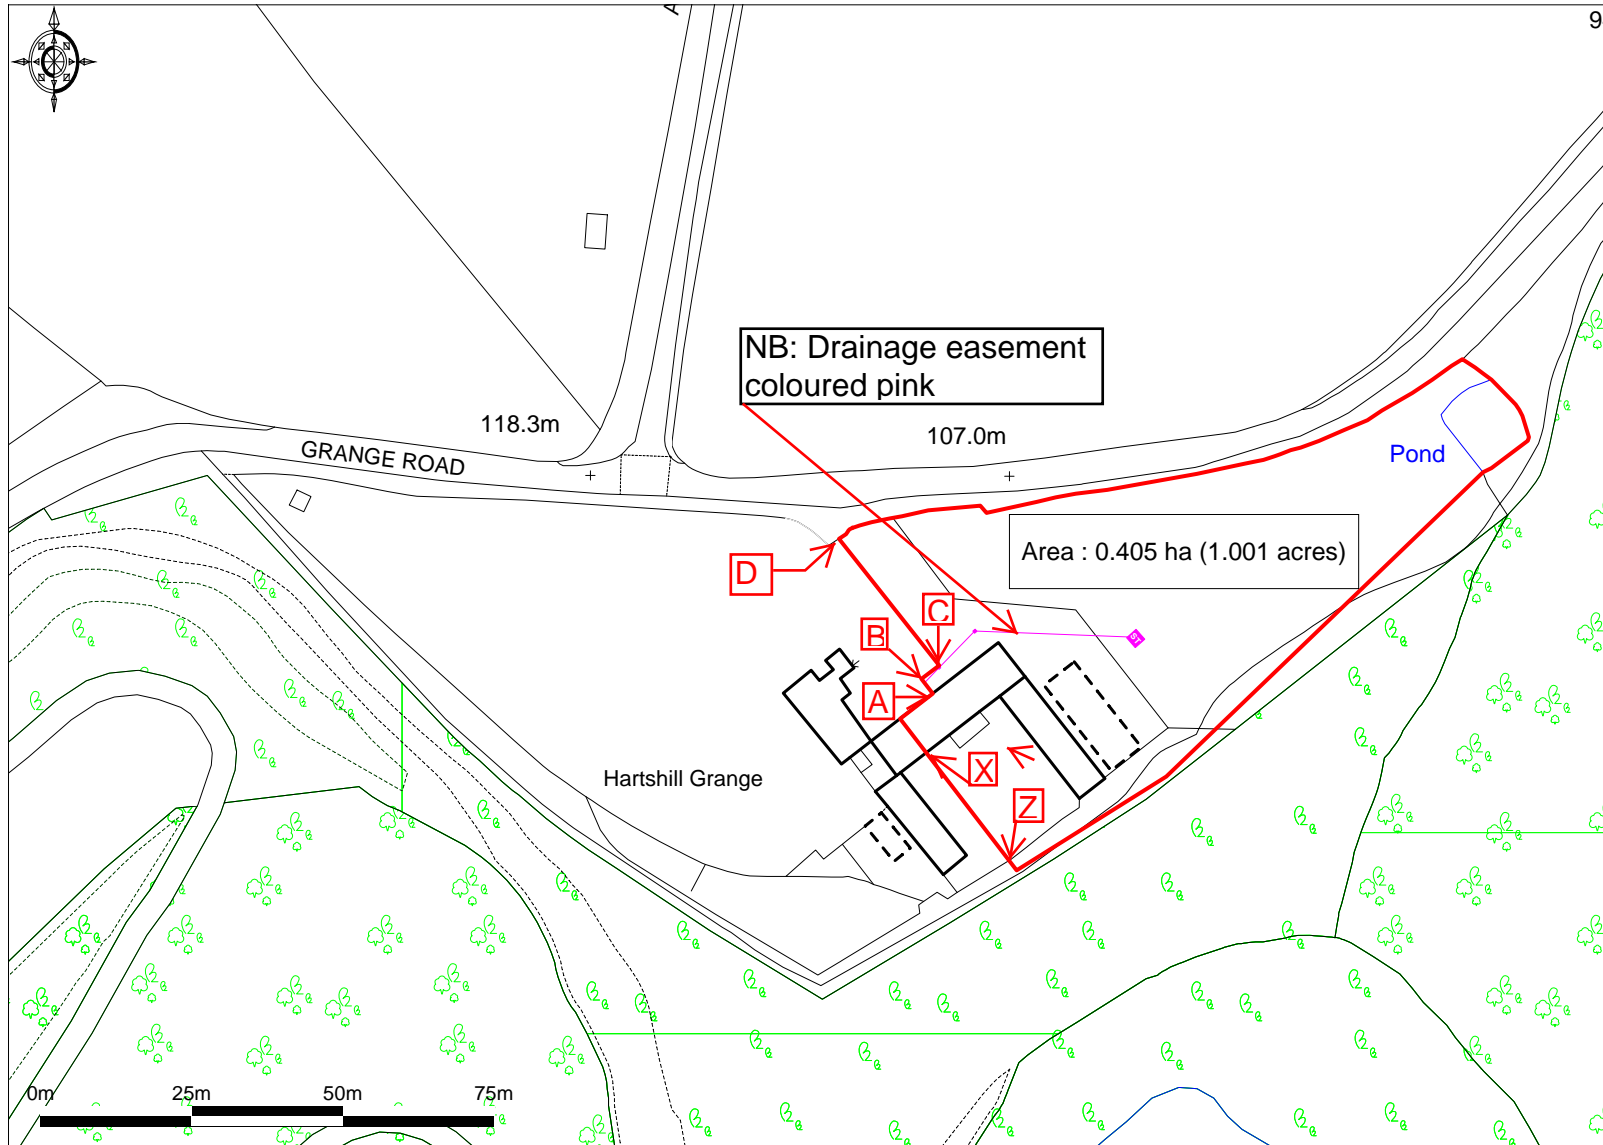 A
9
NB: Drainage easement
coloured pink
118.3m
107.0m
GRANGE ROAD
Pond
Area : 0.405 ha (1.001 acres)
D
C
B
A
X
Hartshill Grange
Z
0m
25m
50m
75m